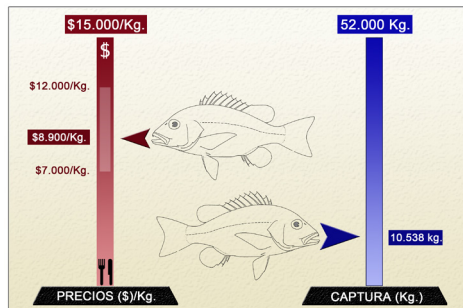 $15.000/Kg.
52.000 Kg.
$
$12.000/Kg.
$8.900/Kg.
$7.000/Kg.
10.538 kg.
PRECIOS ($)/Kg.
CAPTURA (Kg.)